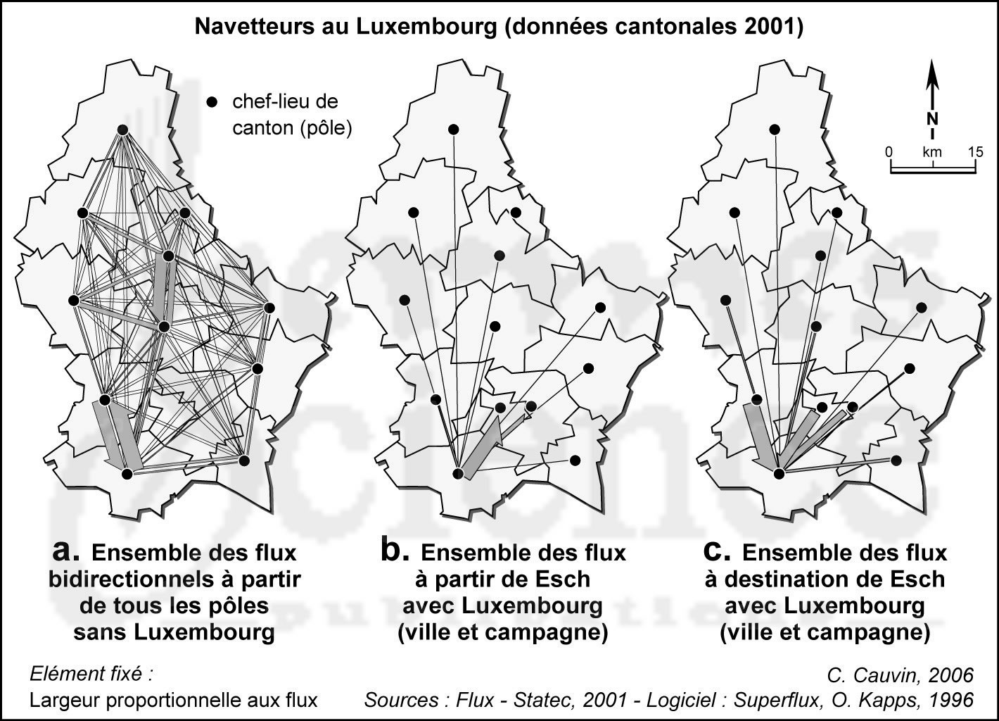 Navetteurs au Luxembourg (données cantonales 2001)
chef-lieu de
canton (pôle)
N
0 km 15
a. Ensemble des flux
bidirectionnels à partir
de tous les pôles
sans Luxembourg
b. Ensemble des flux
à partir de Esch
avec Luxembourg
(ville et campagne)
c. Ensemble des flux
à destination de Esch
avec Luxembourg
(ville et campagne)
Elément fixé :
Largeur proportionnelle aux flux
C. Cauvin, 2006
Sources : Flux - Statec, 2001 - Logiciel : Superflux, O. Kapps, 1996